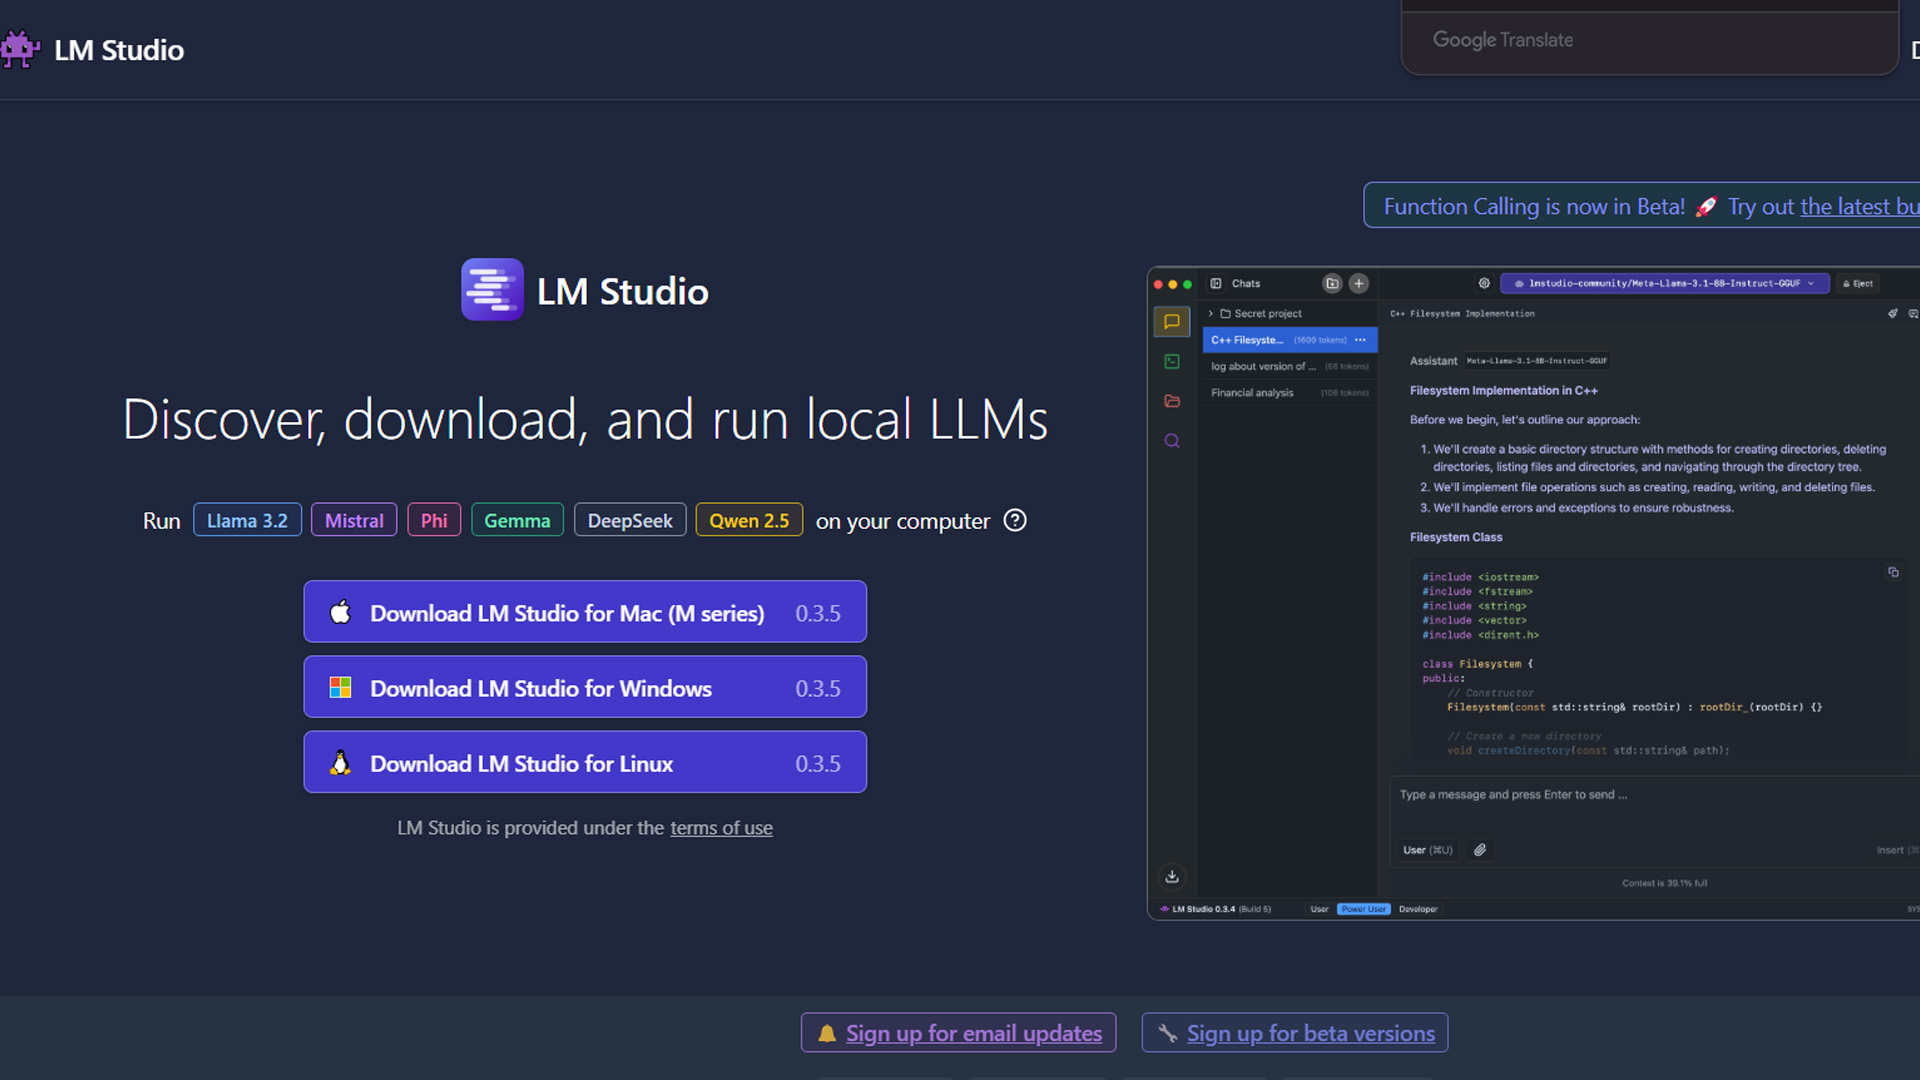 LM Studio
Google Translate
Function Calling is now in Beta! 🚀 Try out the latest bu
LM Studio
Discover, download, and run local LLMs
Run Llama 3.2 Mistral Phi Gemma DeepSeek Qwen 2.5 on your computer
Download LM Studio for Mac (M series) 0.3.5
Download LM Studio for Windows 0.3.5
Download LM Studio for Linux 0.3.5
LM Studio is provided under the terms of use
Chats
lmstudio-community/Meta-Llama-3.1-8B-Instruct-GGUF
Eject
Secret project
C++ Filesyste... (1600 tokens)
log about version of ... (66 tokens)
Financial analysis (106 tokens)
C++ Filesystem Implementation
Assistant Meta-Llama-3.1-8B-Instruct-GGUF
Filesystem Implementation in C++
Before we begin, let's outline our approach:
1. We'll create a basic directory structure with methods for creating directories, deleting
directories, listing files and directories, and navigating through the directory tree.
2. We'll implement file operations such as creating, reading, writing, and deleting files.
3. We'll handle errors and exceptions to ensure robustness.
Filesystem Class
#include <iostream>
#include <fstream>
#include <string>
#include <vector>
#include <dirent.h>
class Filesystem {
public:
// Constructor
Filesystem(const std::string& rootDir) : rootDir_(rootDir) {}
// Create a new directory
void createDirectory(const std::string& path);
Type a message and press Enter to send ...
User (⌘U)
Insert (⌘
Context is 39.1% full
LM Studio 0.3.4 (Build 5) User Power User Developer
Sign up for email updates
Sign up for beta versions